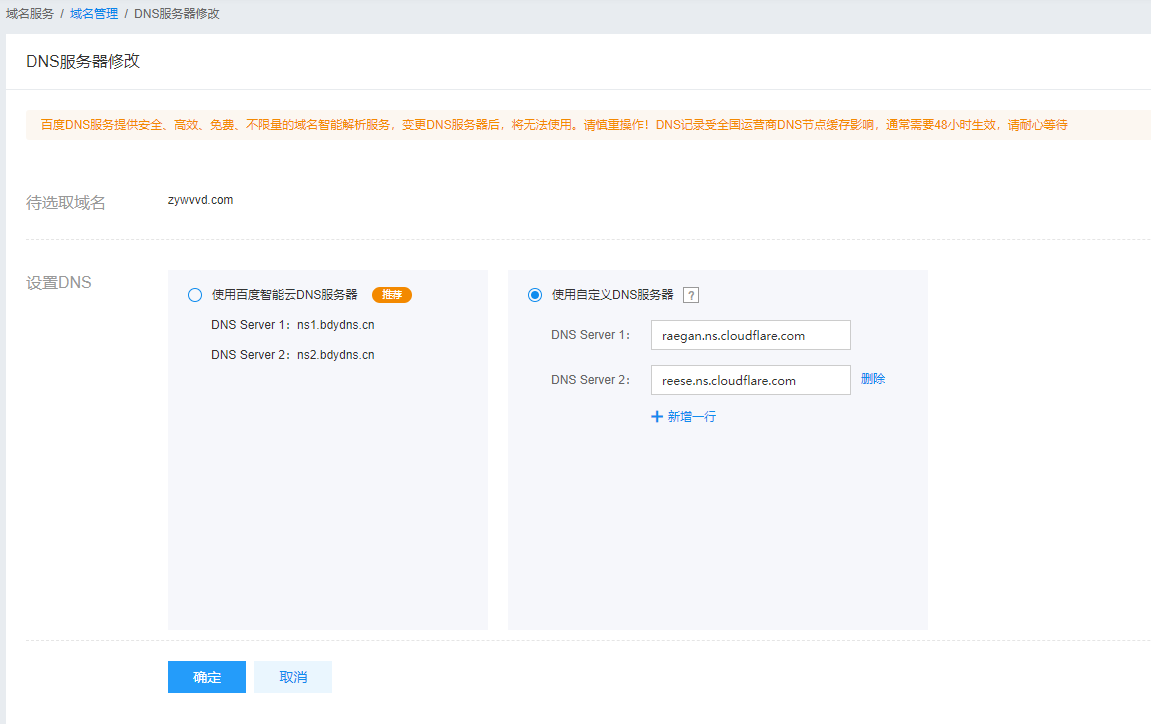 域名服务 / 域名管理 / DNS服务器修改
DNS服务器修改
百度DNS服务提供安全、高效、免费、不限量的域名智能解析服务，变更DNS服务器后，将无法使用。请慎重操作！DNS记录受全国运营商DNS节点缓存影响，通常需要48小时生效，请耐心等待
待选取域名
zywvvd.com
设置DNS
使用百度智能云DNS服务器 推荐
DNS Server 1：ns1.bdydns.cn
DNS Server 2：ns2.bdydns.cn
使用自定义DNS服务器 ?
DNS Server 1： raegan.ns.cloudflare.com
DNS Server 2： reese.ns.cloudflare.com 删除
+ 新增一行
确定 取消